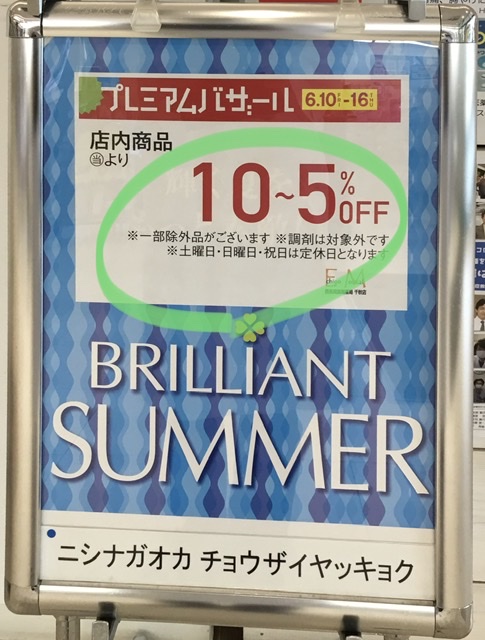 プレミアムバザール 6.10FRI-16THU
店内商品
㊝より
10~5%OFF
※一部除外品がございます ※調剤は対象外です
※土曜日・日曜日・祝日は定休日となります
BRILLIANT
SUMMER
ニシナガオカ チョウザイヤッキョク